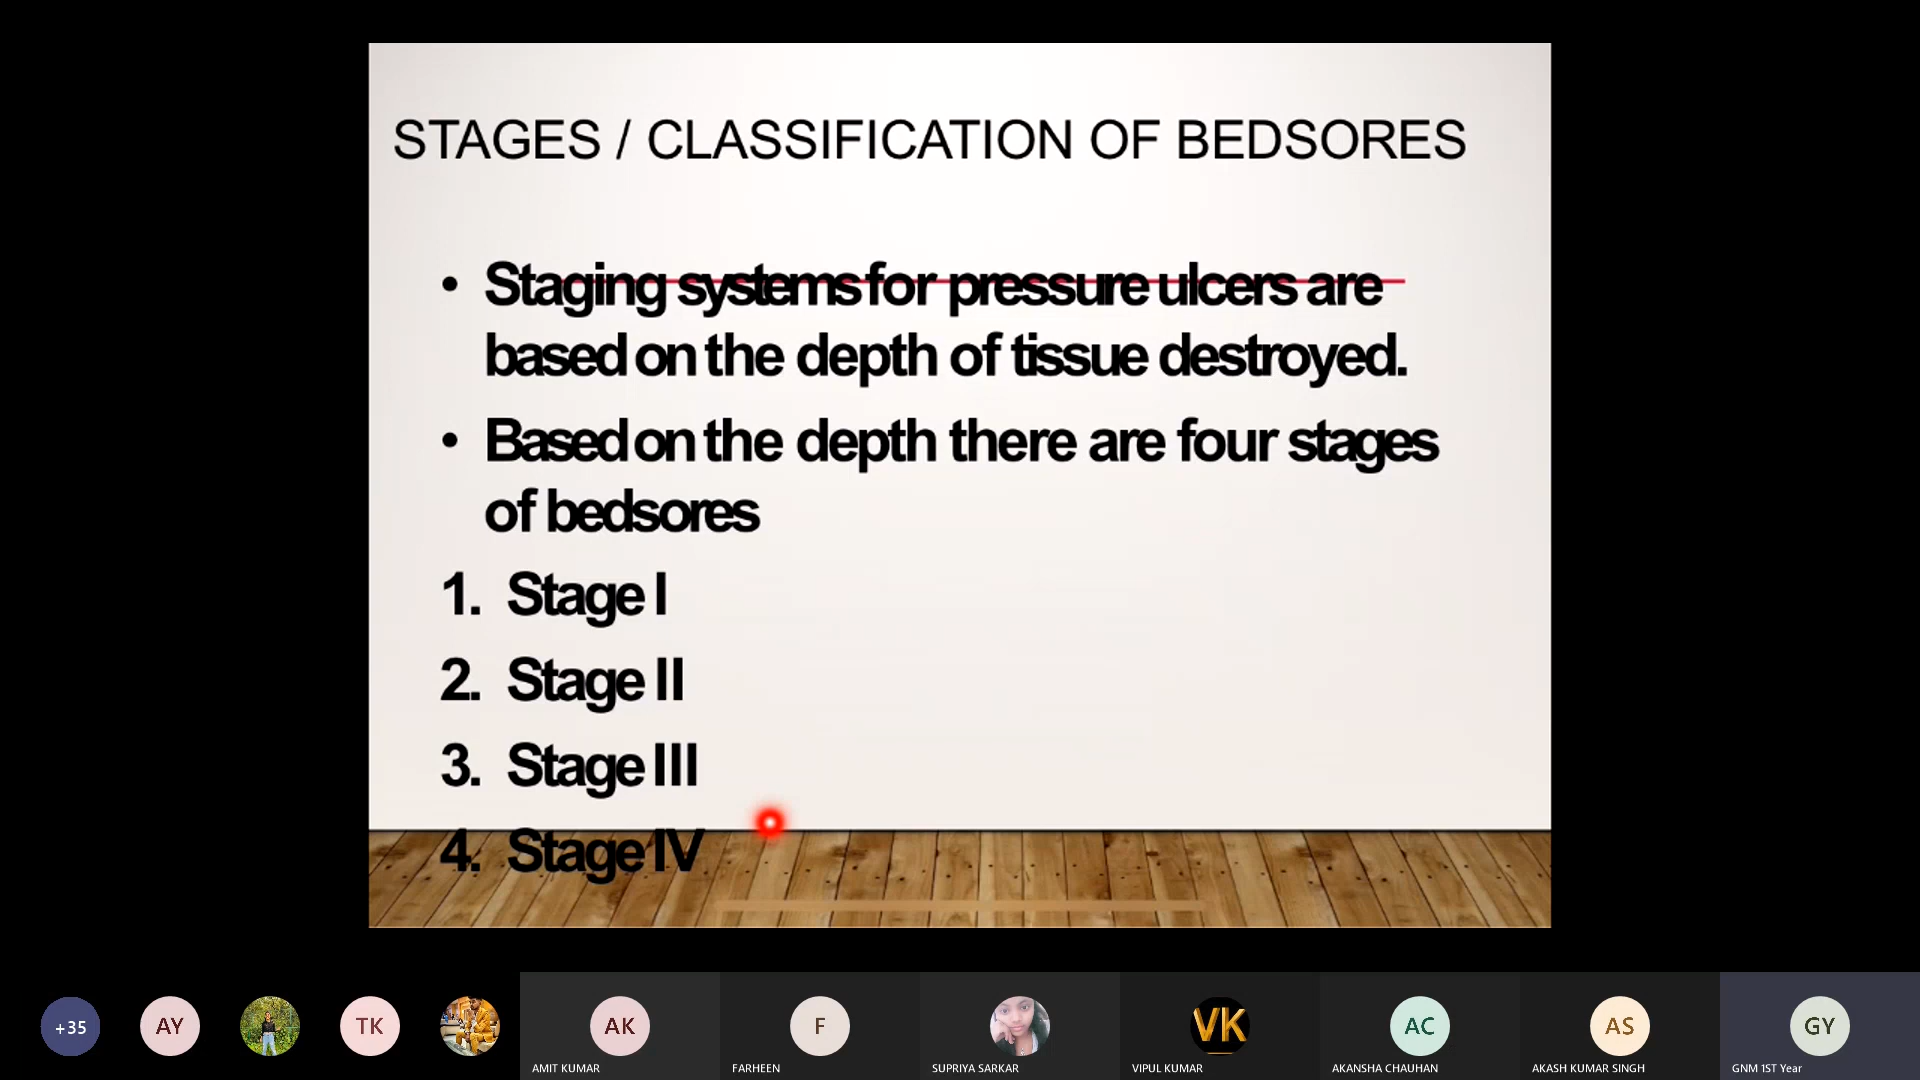 STAGES / CLASSIFICATION OF BEDSORES
• Staging systems for pressure ulcers are
based on the depth of tissue destroyed.
• Based on the depth there are four stages
of bedsores
1. Stage I
2. Stage II
3. Stage III
4. Stage IV
+35
AY
TK
AK
F
VK
AC
AS
GY
AMIT KUMAR
FARHEEN
SUPRIYA SARKAR
VIPUL KUMAR
AKANSHA CHAUHAN
AKASH KUMAR SINGH
GNM 1ST Year